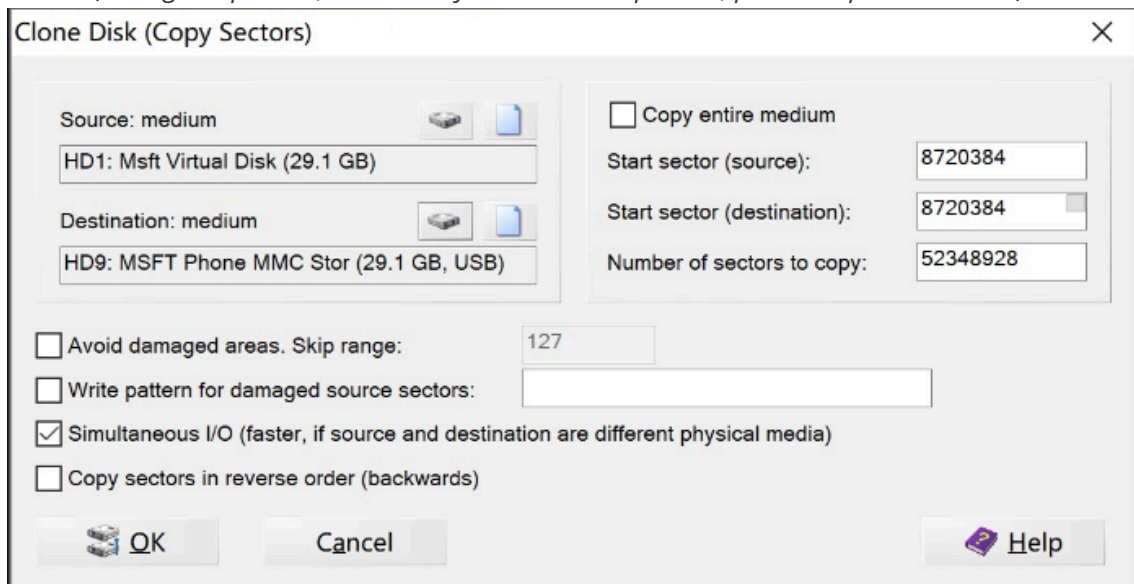 Clone Disk (Copy Sectors)
Source: medium
HD1: Msft Virtual Disk (29.1 GB)
Destination: medium
HD9: MSFT Phone MMC Stor (29.1 GB, USB)
Copy entire medium
Start sector (source): 8720384
Start sector (destination): 8720384
Number of sectors to copy: 52348928
Avoid damaged areas. Skip range: 127
Write pattern for damaged source sectors:
Simultaneous I/O (faster, if source and destination are different physical media)
Copy sectors in reverse order (backwards)
OK Cancel Help